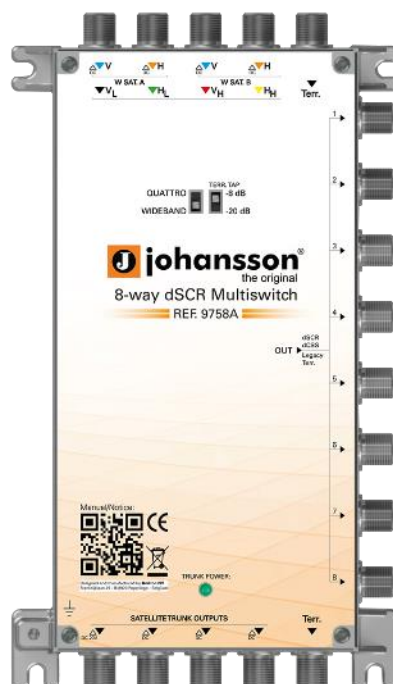 V H V H
W SAT. A W SAT. B
VL HL VH HH Terr.
1
2
TERR. TAP
QUATTRO -8 dB
WIDEBAND -20 dB
3
J johansson®
the original
8-way dSCR Multiswitch
REF. 9758A
4
OUT
dSCR
dCSS
Legacy
Terr.
5
6
Manual/Notice:
CE
7
TRUNK POWER:
8
SATELLITE TRUNK OUTPUTS Terr.